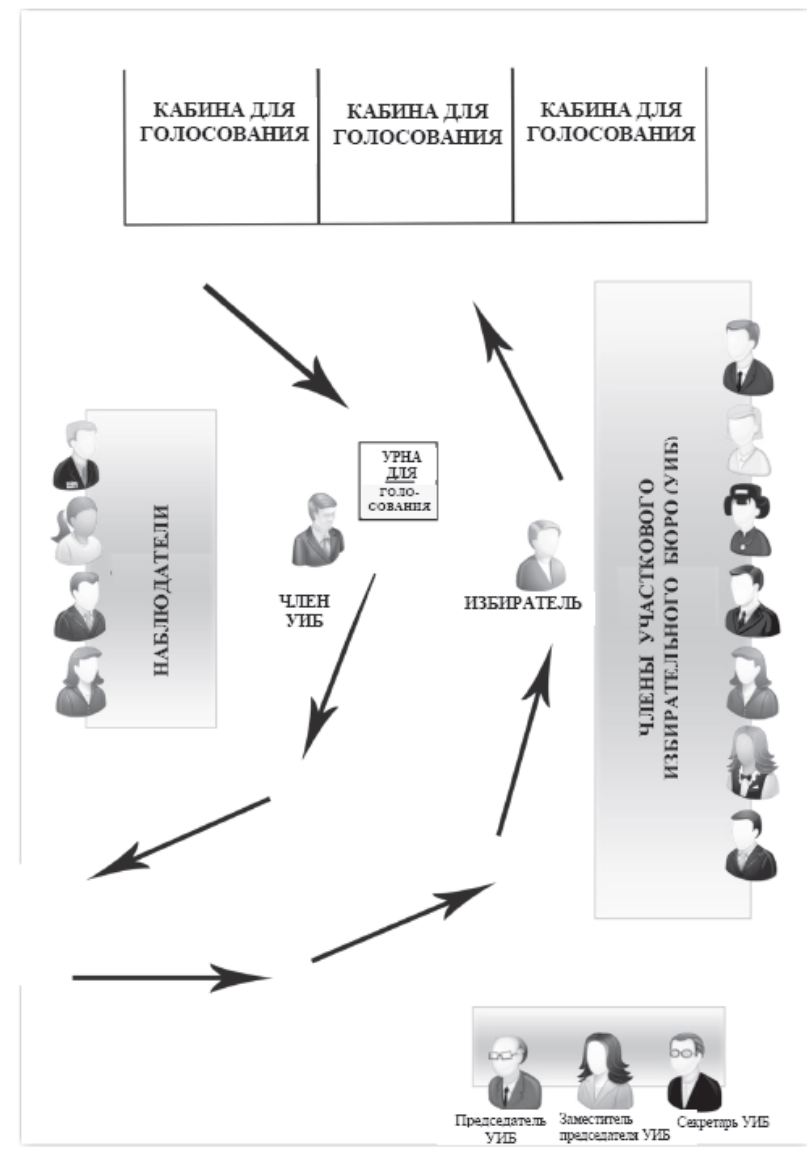 КАБИНА ДЛЯ
ГОЛОСОВАНИЯ
КАБИНА ДЛЯ
ГОЛОСОВАНИЯ
КАБИНА ДЛЯ
ГОЛОСОВАНИЯ
УРНА
ДЛЯ
ГОЛО-
СОВАНИЯ
НАБЛЮДАТЕЛИ
ЧЛЕН
УИБ
ИЗБИРАТЕЛЬ
ЧЛЕНЫ УЧАСТКОВОГО
ИЗБИРАТЕЛЬНОГО БЮРО (УИБ)
Председатель
УИБ
Заместитель
председателя УИБ
Секретарь УИБ